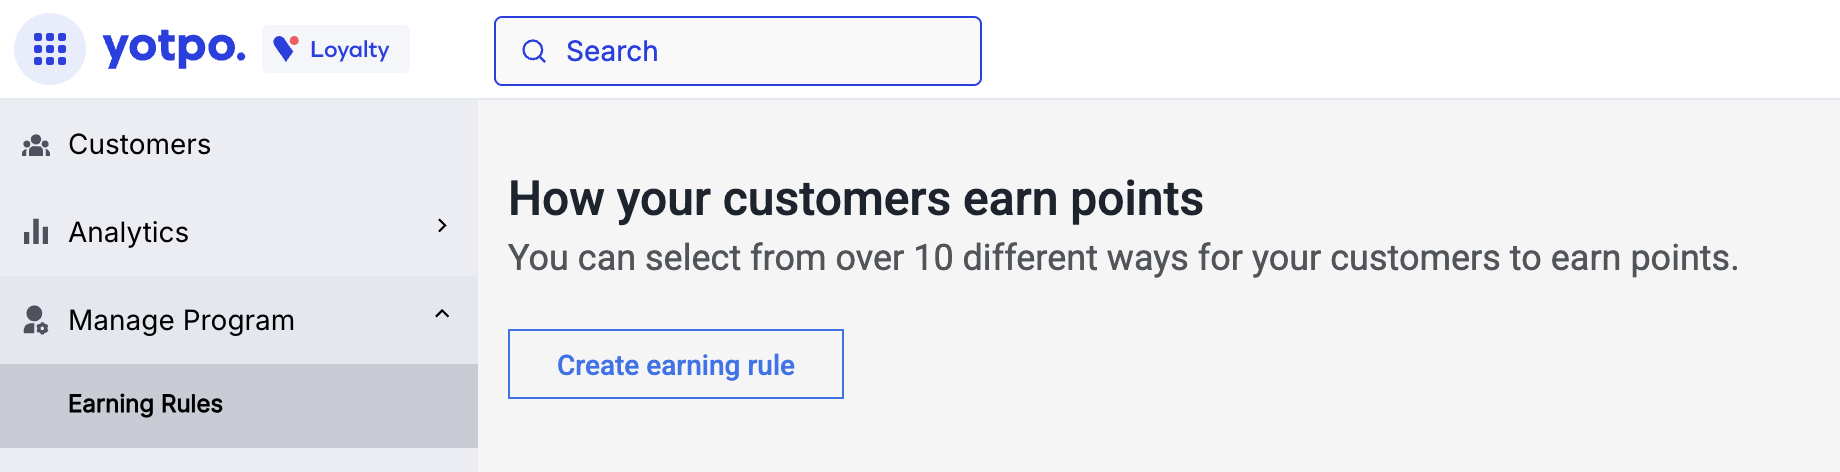 yotpo.
Loyalty
Search
Customers
Analytics
Manage Program
Earning Rules
How your customers earn points
You can select from over 10 different ways for your customers to earn points.
Create earning rule